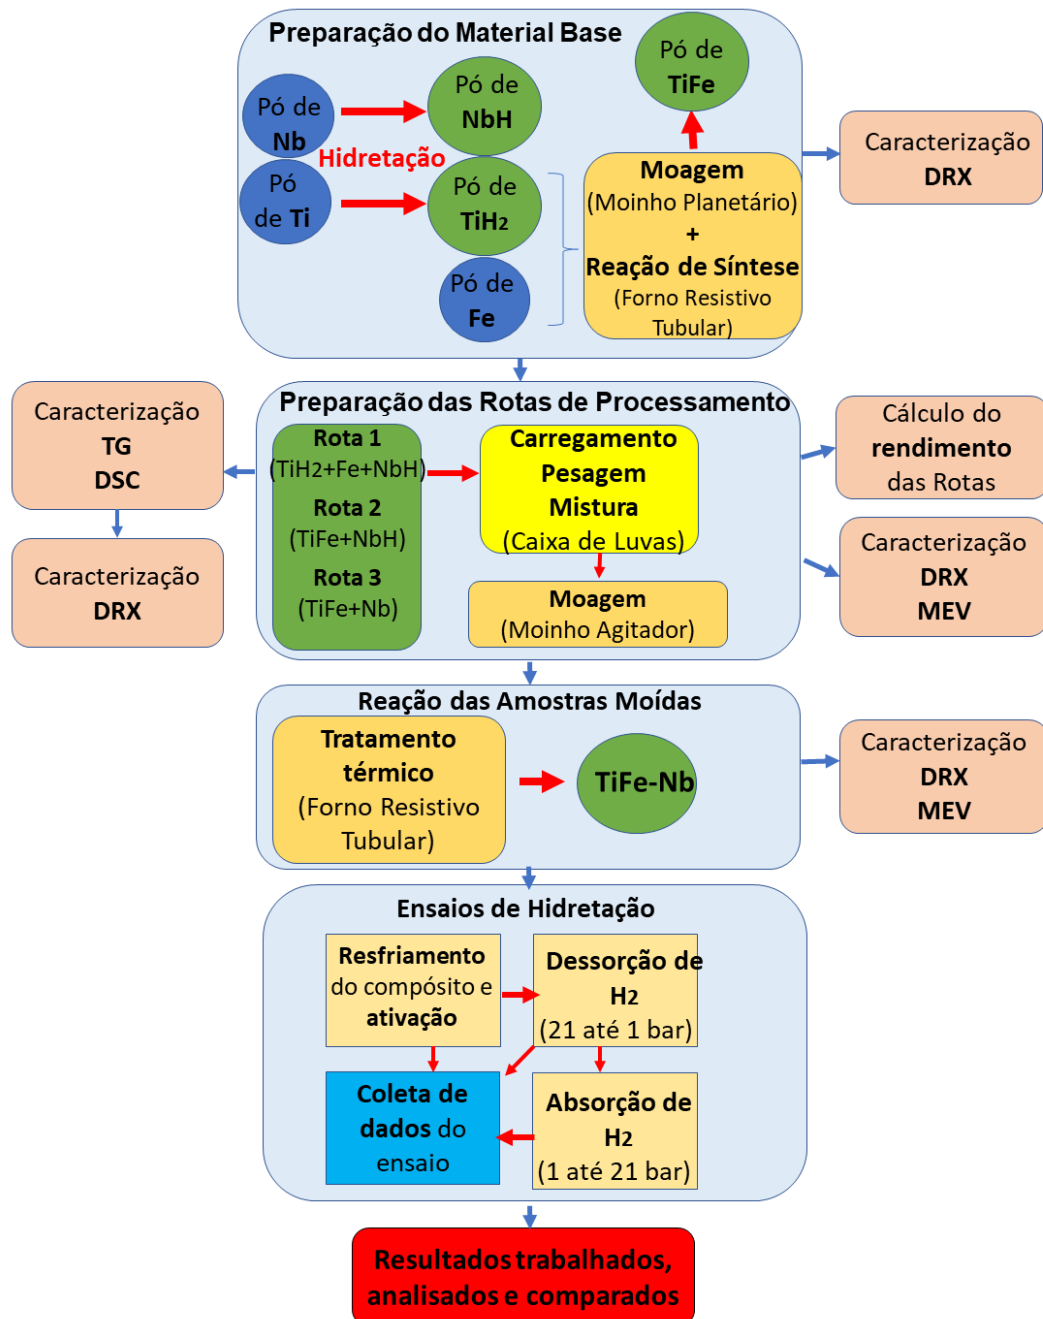 Preparação do Material Base
Pó de
Nb
Pó de
NbH
Hidretação
Pó
de Ti
Pó de
TiH2
Pó de
Fe
Pó de
TiFe
Moagem
(Moinho Planetário)
+
Reação de Síntese
(Forno Resistivo
Tubular)
Caracterização
DRX
Preparação das Rotas de Processamento
Rota 1
(TiH2+Fe+NbH)
Rota 2
(TiFe+NbH)
Rota 3
(TiFe+Nb)
Carregamento
Pesagem
Mistura
(Caixa de Luvas)
Moagem
(Moinho Agitador)
Caracterização
TG
DSC
Caracterização
DRX
Cálculo do
rendimento
das Rotas
Caracterização
DRX
MEV
Reação das Amostras Moídas
Tratamento
térmico
(Forno Resistivo
Tubular)
TiFe-Nb
Caracterização
DRX
MEV
Ensaios de Hidretação
Resfriamento
do compósito e
ativação
Dessorção de
H2
(21 até 1 bar)
Coleta de
dados do
ensaio
Absorção de
H2
(1 até 21 bar)
Resultados trabalhados,
analisados e comparados